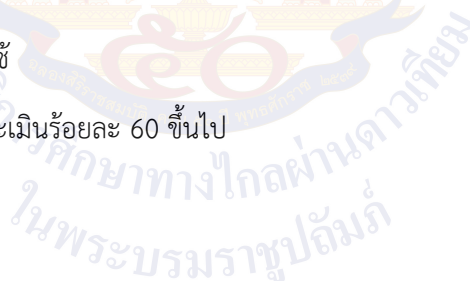 ช้
ะเมินร้อยละ 60 ขึ้นไป
ศึกษาทางไกลผ่านดาวเทียม
ในพระบรมราชูปถัมภ์